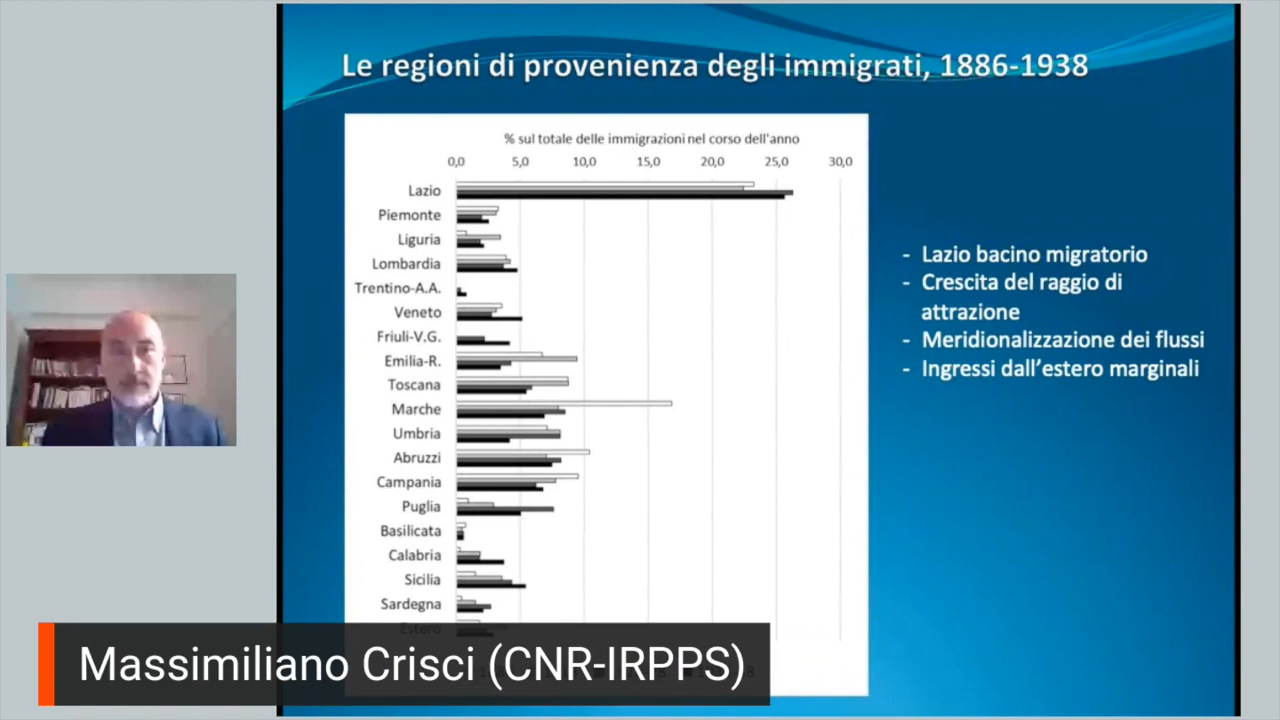 Le regioni di provenienza degli immigrati, 1886-1938
% sul totale delle immigrazioni nel corso dell'anno
0,0 5,0 10,0 15,0 20,0 25,0 30,0
Lazio
Piemonte
Liguria
Lombardia
Trentino-A.A.
Veneto
Friuli-V.G.
Emilia-R.
Toscana
Marche
Umbria
Abruzzi
Campania
Puglia
Basilicata
Calabria
Sicilia
Sardegna
Estero
- Lazio bacino migratorio
- Crescita del raggio di
attrazione
- Meridionalizzazione dei flussi
- Ingressi dall'estero marginali
Massimiliano Crisci (CNR-IRPPS)